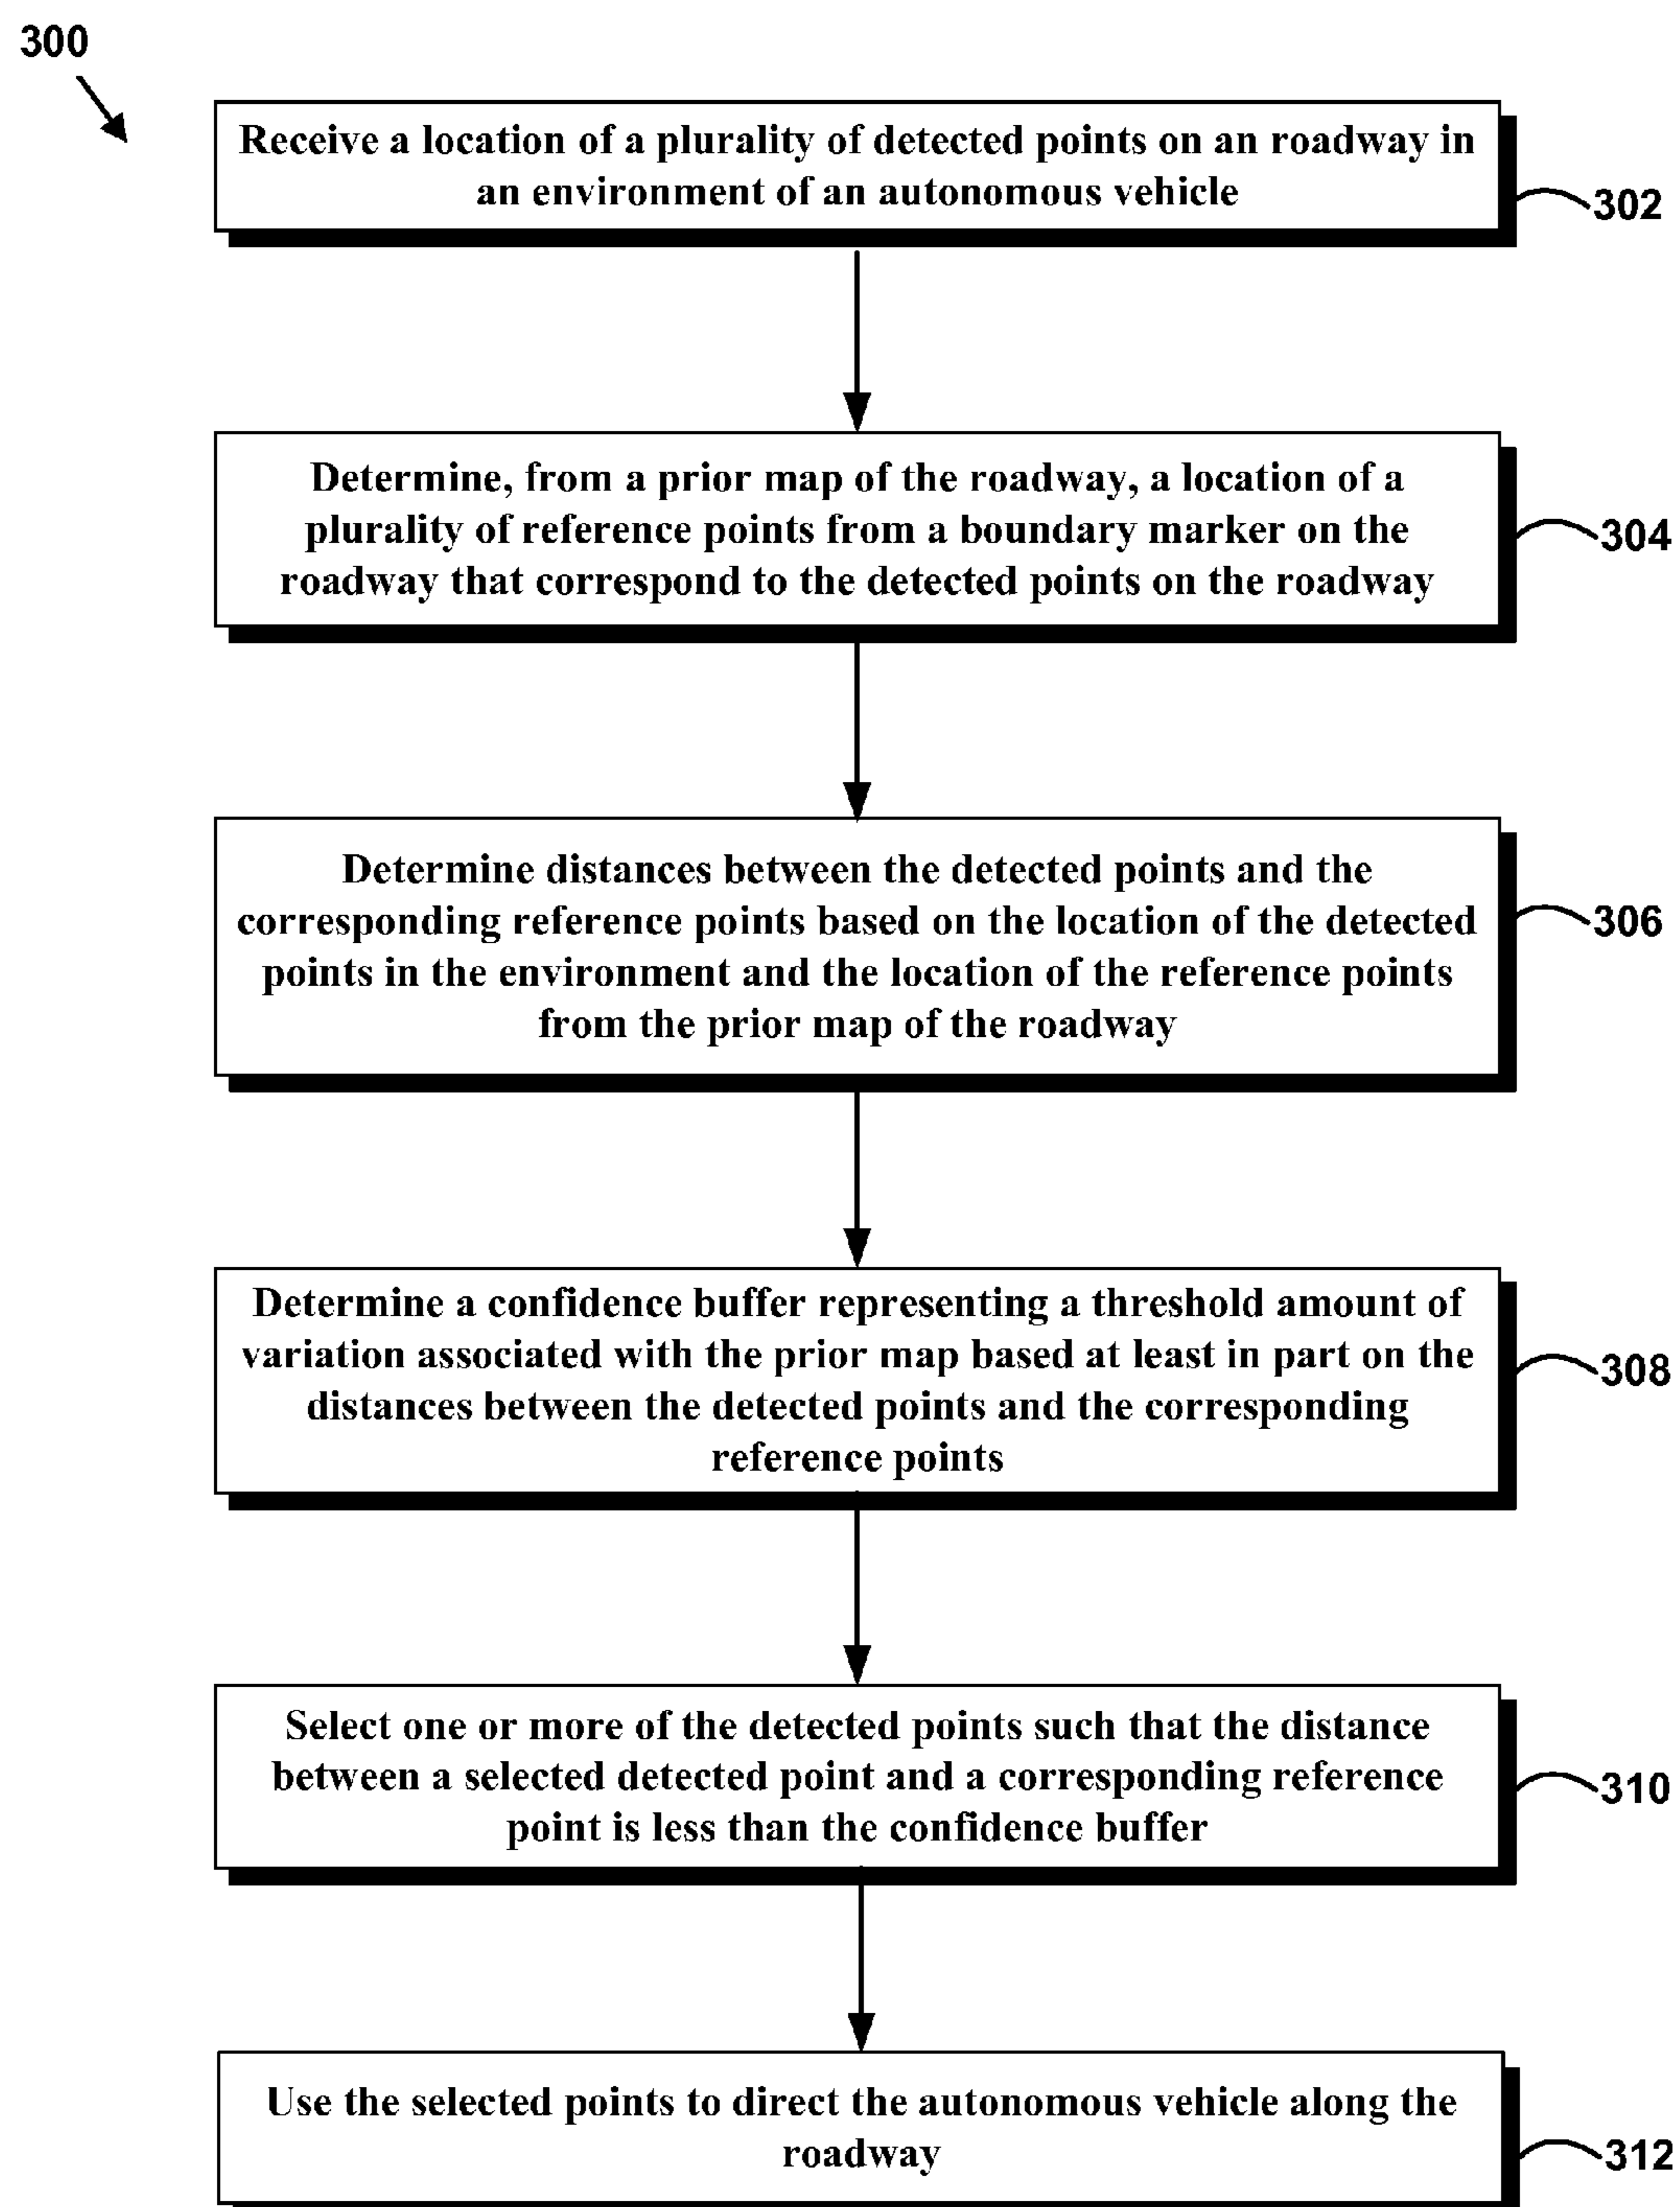 300
Receive a location of a plurality of detected points on an roadway in
an environment of an autonomous vehicle
302
Determine, from a prior map of the roadway, a location of a
plurality of reference points from a boundary marker on the
roadway that correspond to the detected points on the roadway
304
Determine distances between the detected points and the
corresponding reference points based on the location of the detected
points in the environment and the location of the reference points
from the prior map of the roadway
306
Determine a confidence buffer representing a threshold amount of
variation associated with the prior map based at least in part on the
distances between the detected points and the corresponding
reference points
308
Select one or more of the detected points such that the distance
between a selected detected point and a corresponding reference
point is less than the confidence buffer
310
Use the selected points to direct the autonomous vehicle along the
roadway
312